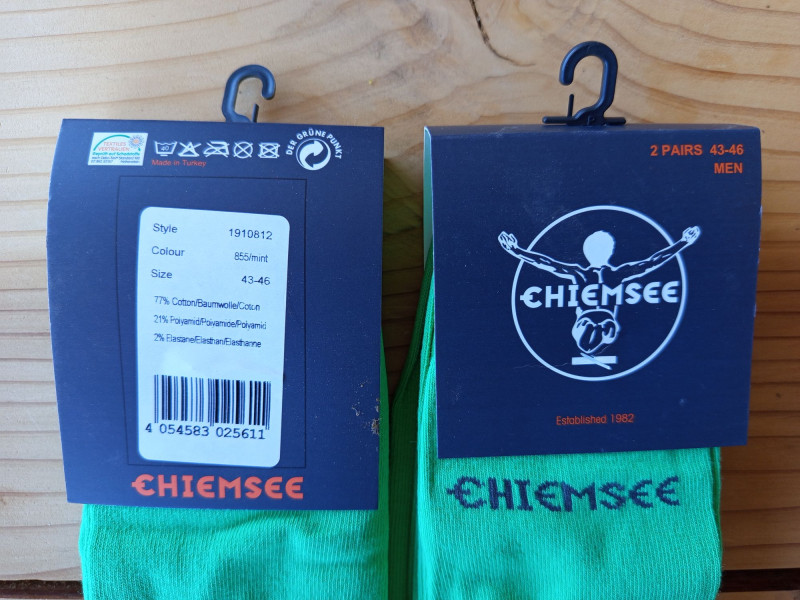 TEXTILES
VERTRAUEN
Made in Turkey
DER GRÜNE PUNKT
Style 1910812
Colour 855/mint
Size 43-46
77% Cotton/Baumwolle/Coton
21% Polyamid/Polyamide/Polyamid
2% Elastane/Elasthan/Elasthanne
4 054583 025611
CHIEMSEE
2 PAIRS 43-46
MEN
CHIEMSEE
Established 1982
CHIEMSEE